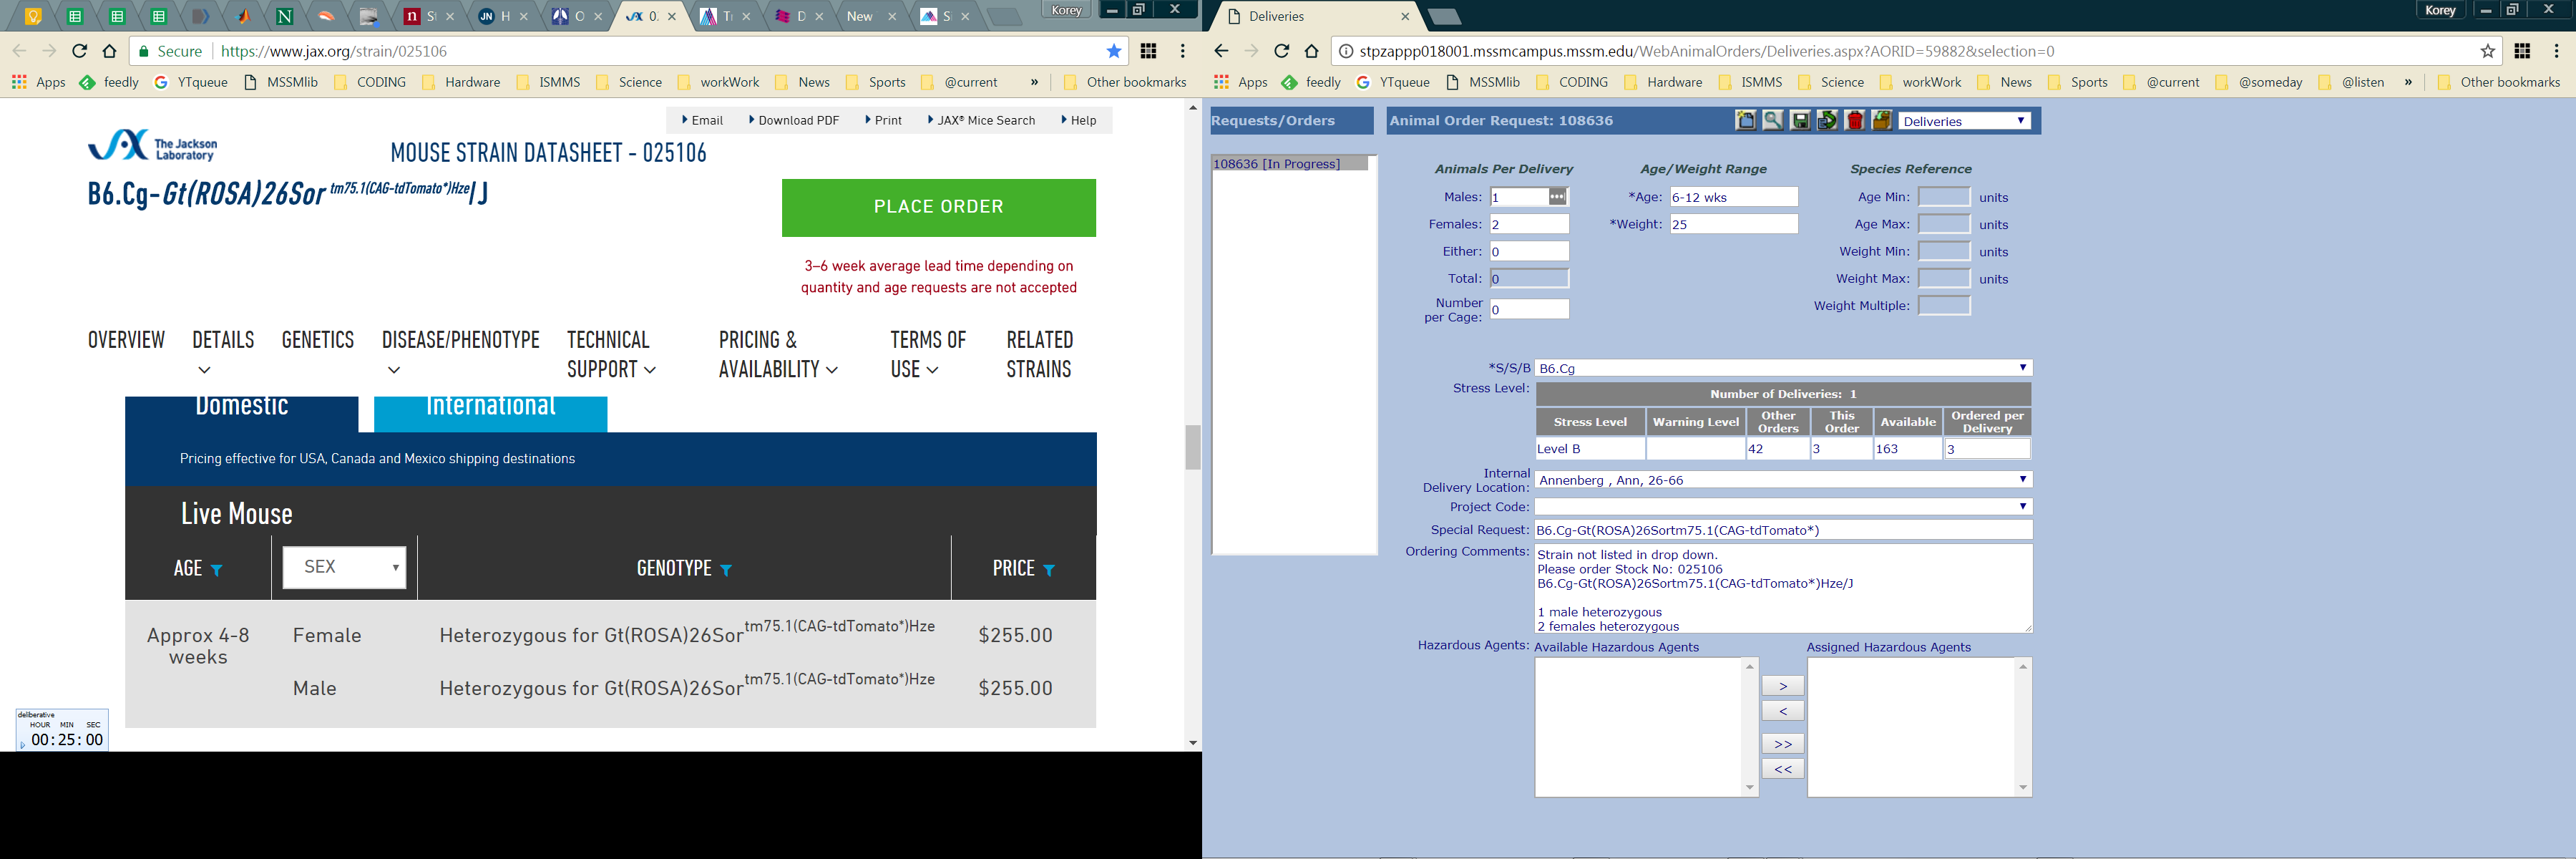 Korey
Secure | https://www.jax.org/strain/025106
Apps feedly YTqueue MSSMlib CODING Hardware ISMMS Science workWork News Sports @current » Other bookmarks
Email Download PDF Print JAX® Mice Search Help
The Jackson Laboratory
MOUSE STRAIN DATASHEET - 025106
B6.Cg-Gt(ROSA)26Sor tm75.1(CAG-tdTomato*)Hze/J
PLACE ORDER
3–6 week average lead time depending on
quantity and age requests are not accepted
OVERVIEW DETAILS GENETICS DISEASE/PHENOTYPE TECHNICAL SUPPORT PRICING & AVAILABILITY TERMS OF USE RELATED STRAINS
Domestic International
Pricing effective for USA, Canada and Mexico shipping destinations
Live Mouse
AGE SEX GENOTYPE PRICE
Approx 4-8 weeks Female Heterozygous for Gt(ROSA)26Sor tm75.1(CAG-tdTomato*)Hze $255.00
Male Heterozygous for Gt(ROSA)26Sor tm75.1(CAG-tdTomato*)Hze $255.00
deliberative
HOUR MIN SEC
00:25:00
Deliveries
Korey
stpzappp018001.mssmcampus.mssm.edu/WebAnimalOrders/Deliveries.aspx?AORID=59882&selection=0
Apps feedly YTqueue MSSMlib CODING Hardware ISMMS Science workWork News Sports @current @someday @listen » Other bookmarks
Requests/Orders
Animal Order Request: 108636
Deliveries
108636 [In Progress]
Animals Per Delivery Age/Weight Range Species Reference
Males: 1 *Age: 6-12 wks Age Min: units
Females: 2 *Weight: 25 Age Max: units
Either: 0 Weight Min: units
Total: 0 Weight Max: units
Number per Cage: 0 Weight Multiple:
*S/S/B B6.Cg
Stress Level: Number of Deliveries: 1
Stress Level Warning Level Other Orders This Order Available Ordered per Delivery
Level B 42 3 163 3
Internal Delivery Location: Annenberg , Ann, 26-66
Project Code:
Special Request: B6.Cg-Gt(ROSA)26Sortm75.1(CAG-tdTomato*)
Ordering Comments: Strain not listed in drop down.
Please order Stock No: 025106
B6.Cg-Gt(ROSA)26Sortm75.1(CAG-tdTomato*)Hze/J
1 male heterozygous
2 females heterozygous
Hazardous Agents: Available Hazardous Agents Assigned Hazardous Agents
>
<
>>
<<